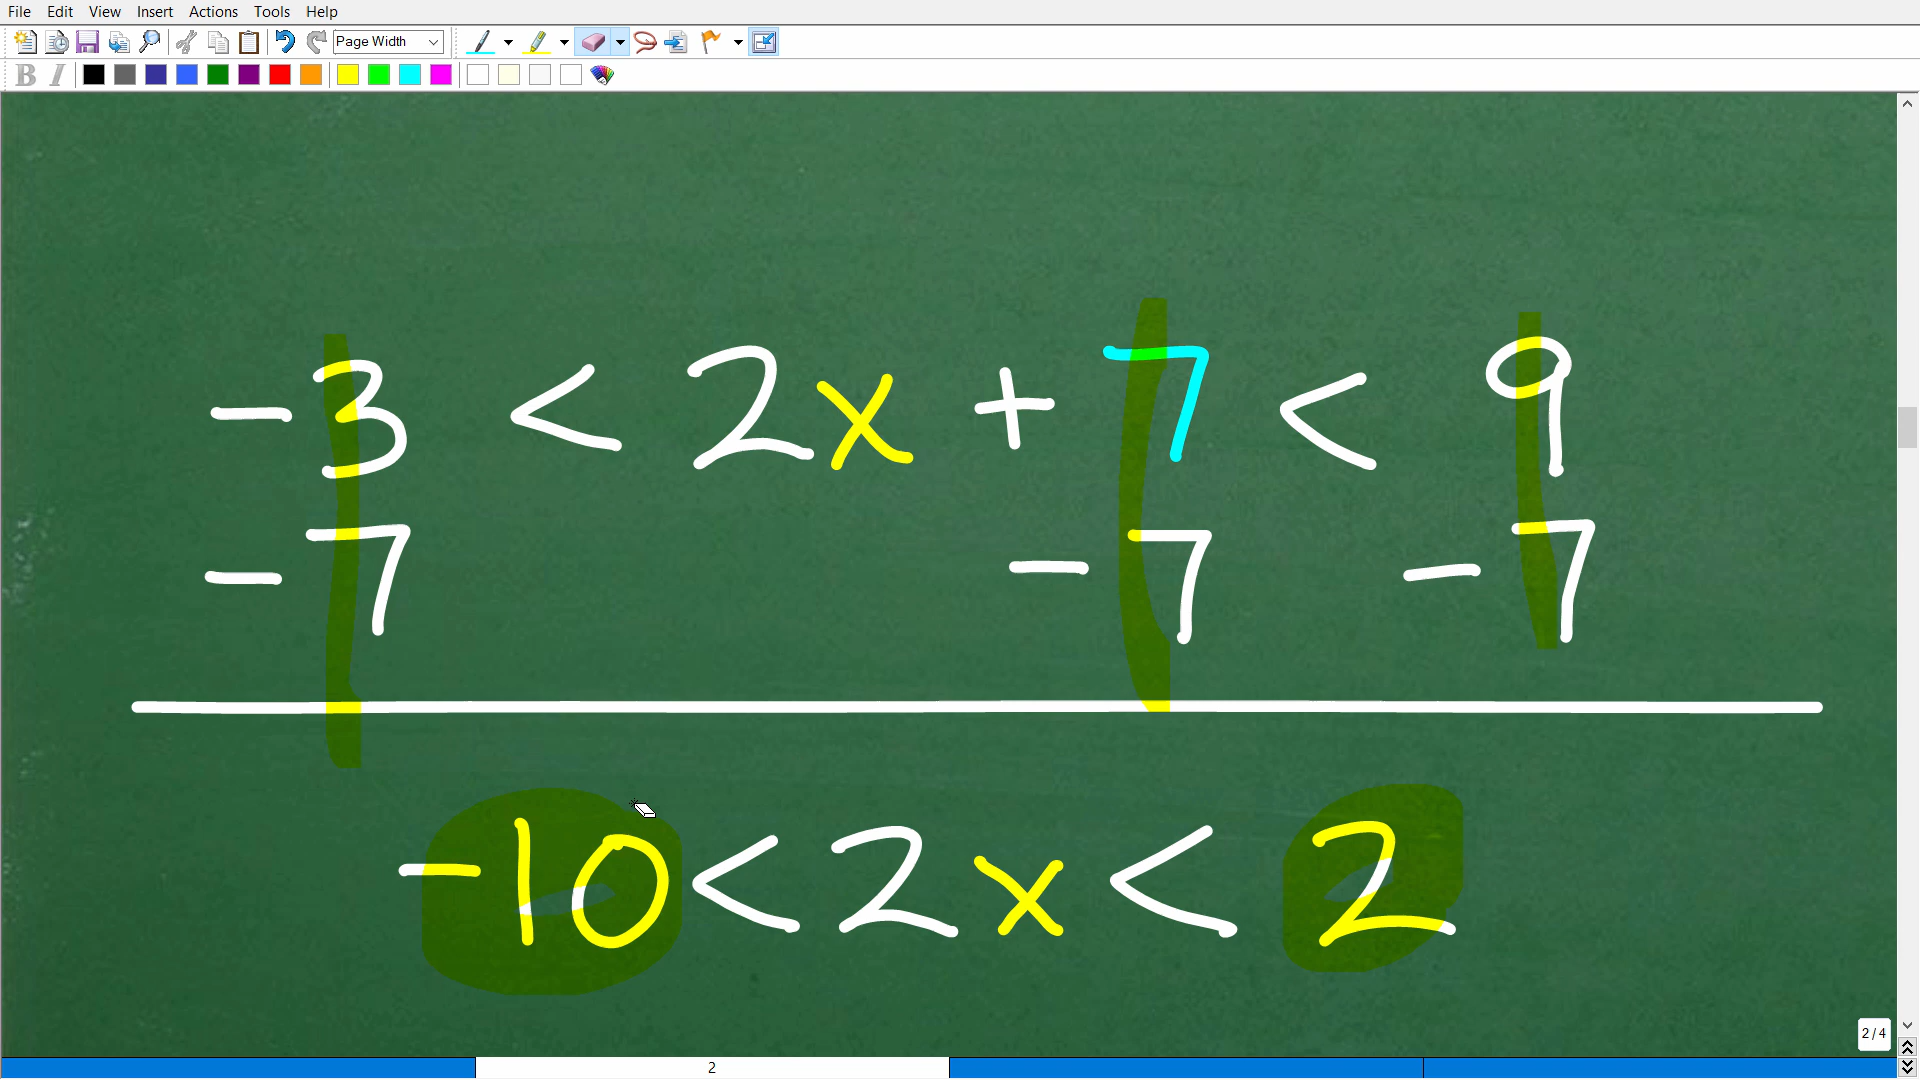 File Edit View Insert Actions Tools Help
Page Width
B I
-3 < 2x + 7 < 9
-7 -7 -7
-10 < 2x < 2
2 / 4
2